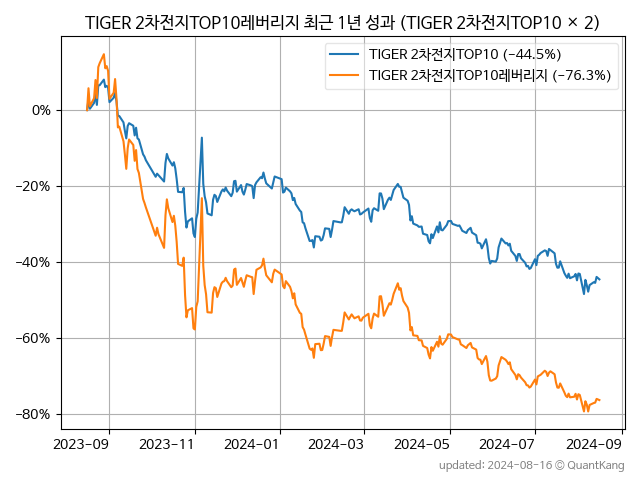 TIGER 2차전지TOP10레버리지 최근 1년 성과 (TIGER 2차전지TOP10 × 2)
TIGER 2차전지TOP10 (−44.5%)
TIGER 2차전지TOP10레버리지 (−76.3%)
0%
−20%
−40%
−60%
−80%
2023-09 2023-11 2024-01 2024-03 2024-05 2024-07 2024-09
updated: 2024-08-16 © QuantKang